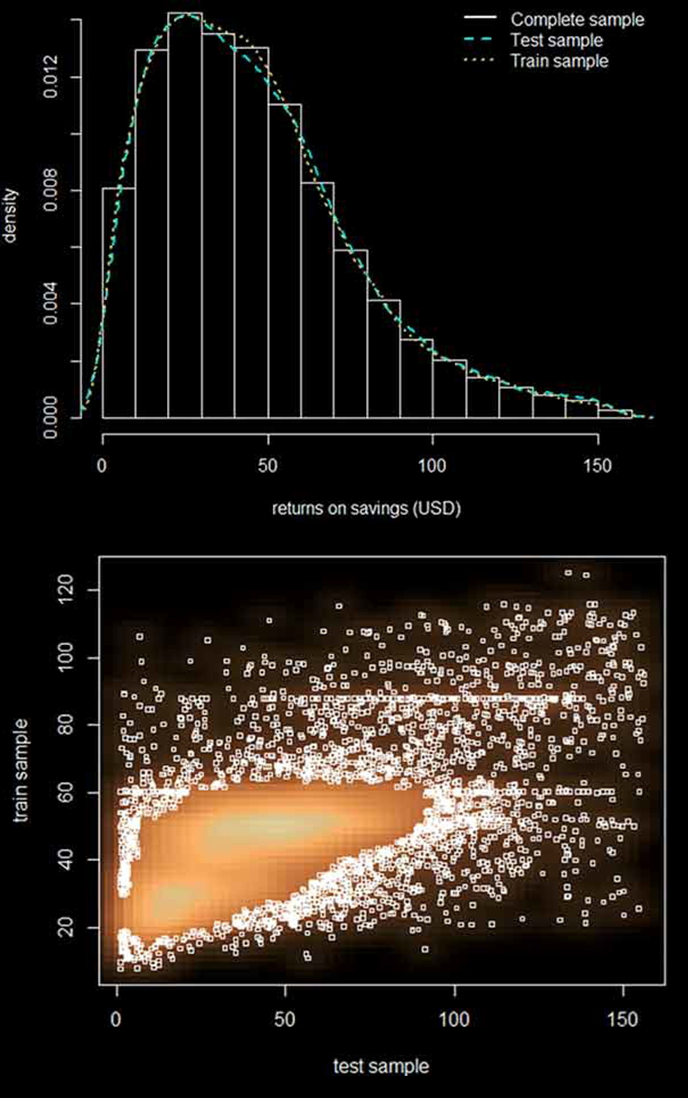 Complete sample
Test sample
Train sample
density
0.000 0.004 0.008 0.012
0 50 100 150
returns on savings (USD)
train sample
20 40 60 80 100 120
0 50 100 150
test sample